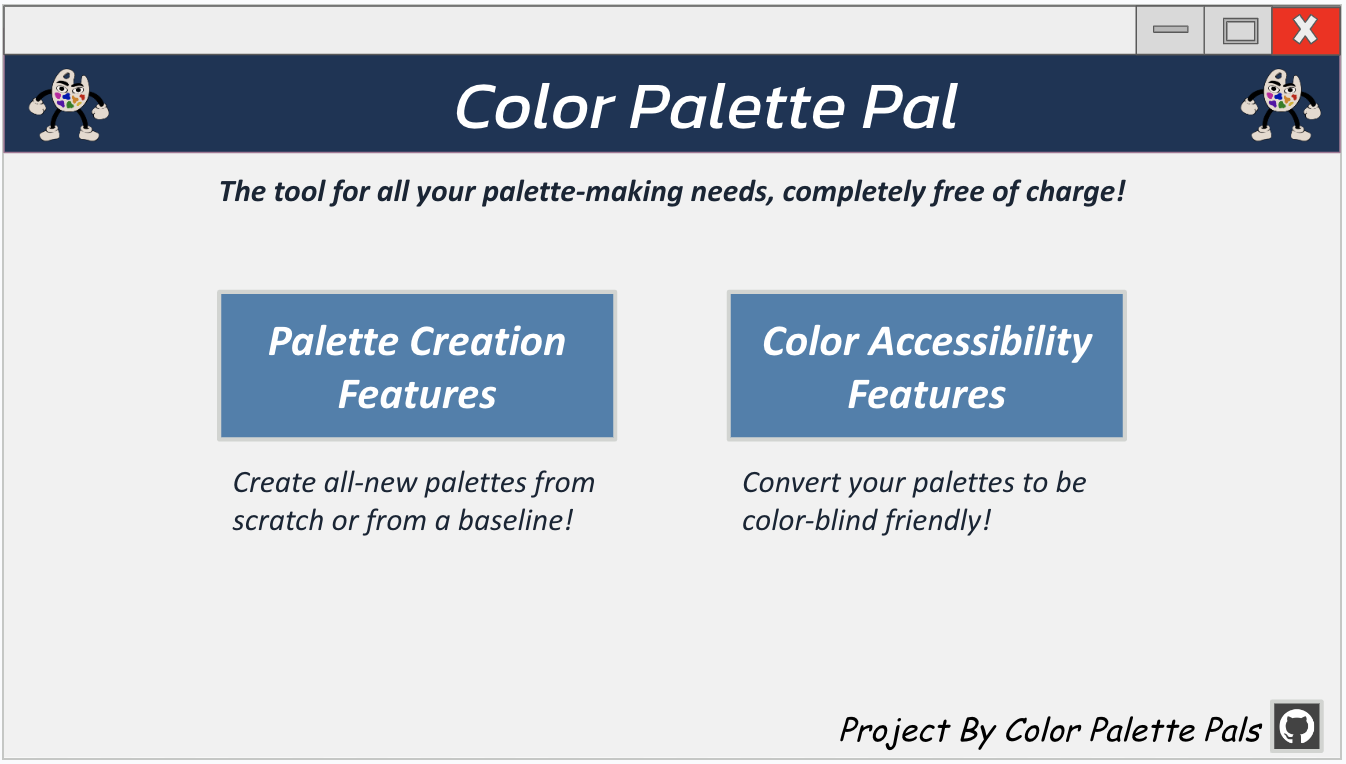 Color Palette Pal
The tool for all your palette-making needs, completely free of charge!
Palette Creation
Features
Color Accessibility
Features
Create all-new palettes from
scratch or from a baseline!
Convert your palettes to be
color-blind friendly!
Project By Color Palette Pals